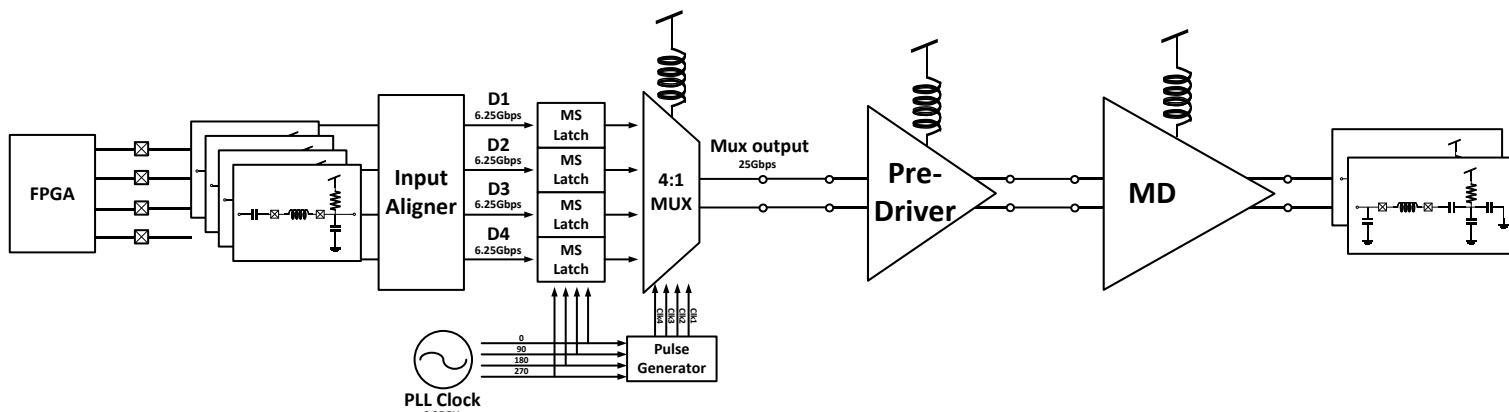 FPGA
Input
Aligner
D1
6.25Gbps
D2
6.25Gbps
D3
6.25Gbps
D4
6.25Gbps
MS
Latch
MS
Latch
MS
Latch
MS
Latch
4:1
MUX
Mux output
25Gbps
Pre-
Driver
MD
Clk4
Clk3
Clk2
Clk1
0
90
180
270
Pulse
Generator
PLL Clock